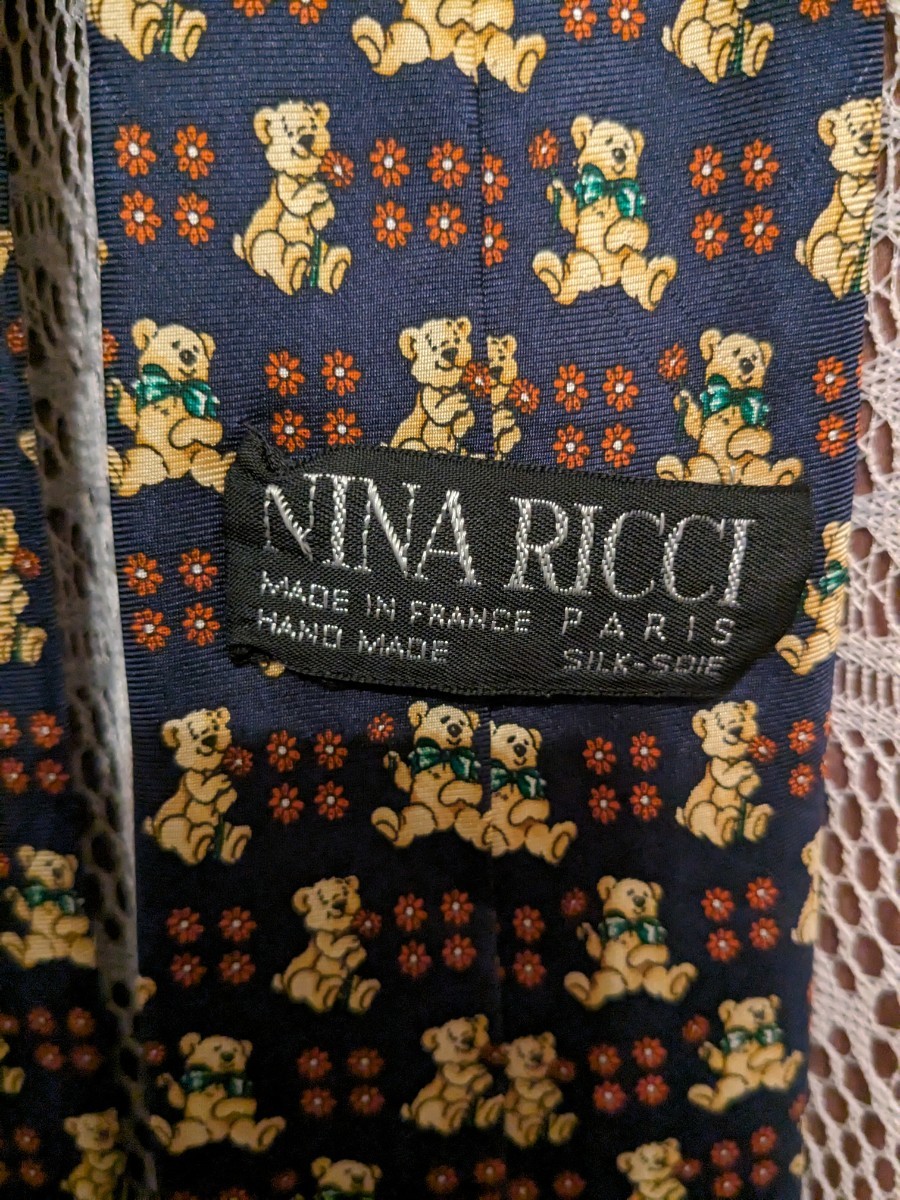 NINA RICCI
MADE IN FRANCE PARIS
HAND MADE SILK-SOIE